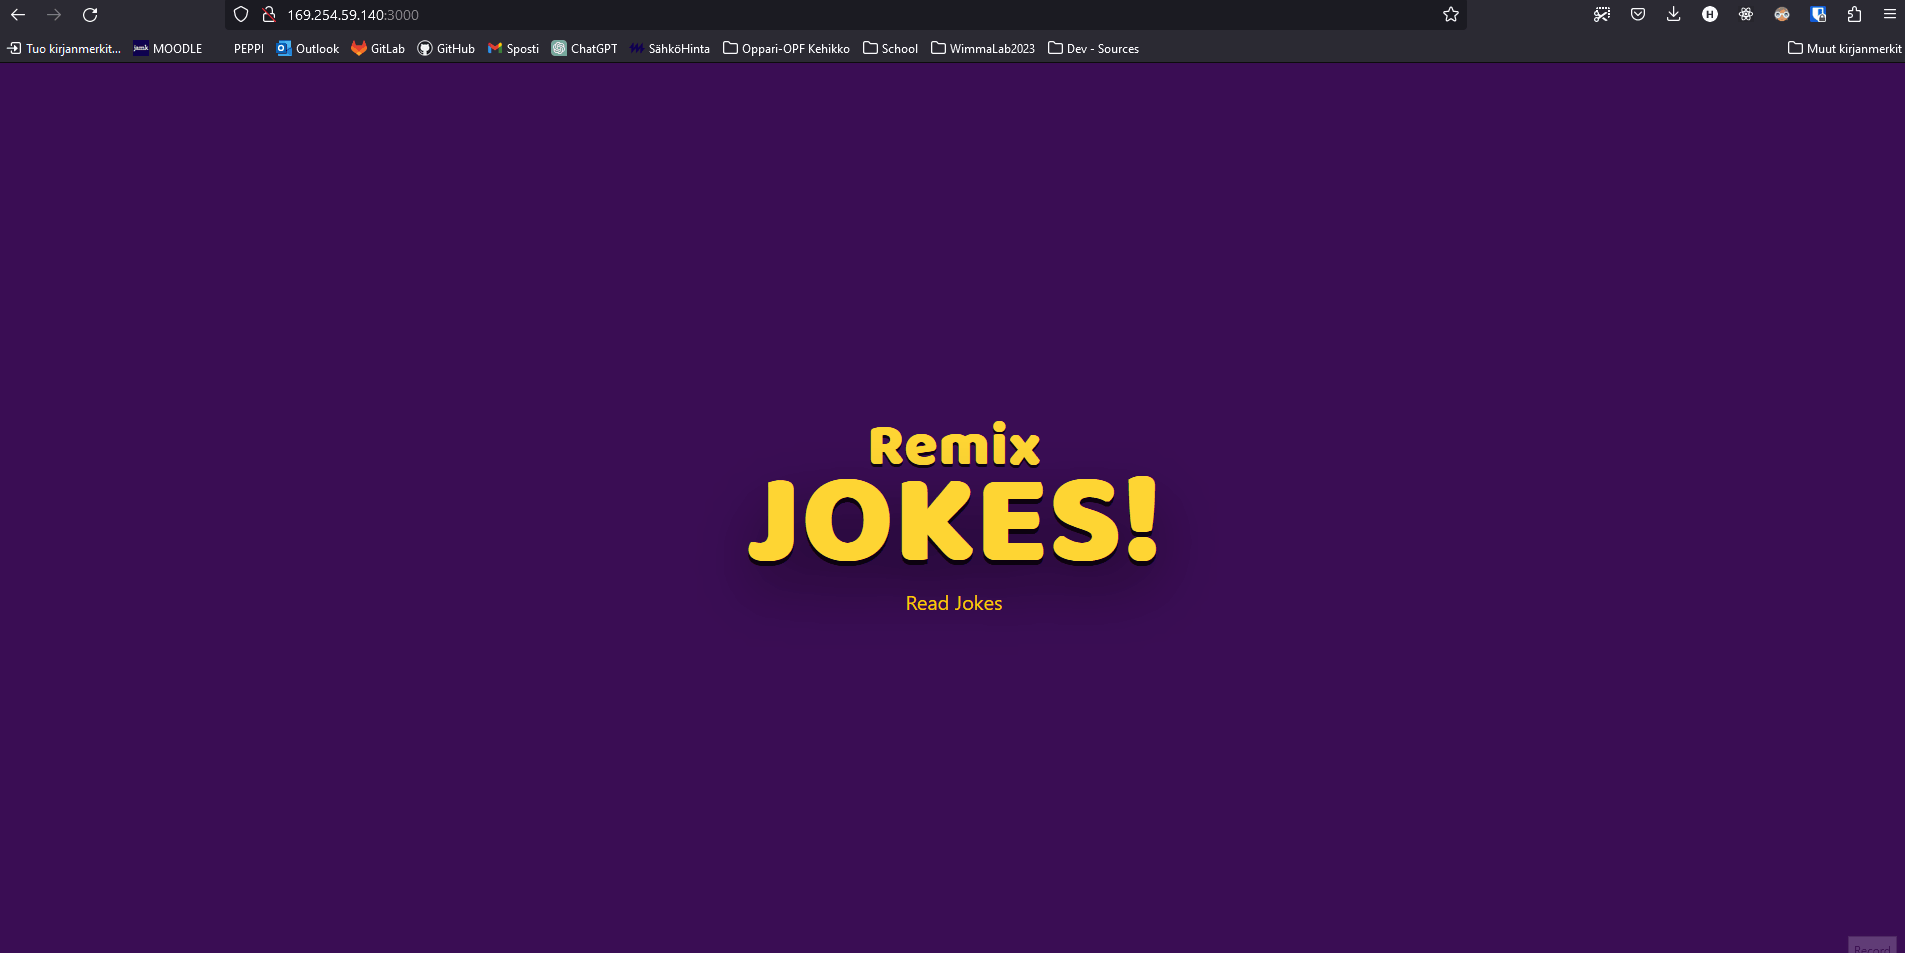 169.254.59.140:3000
Tuo kirjanmerkit... jamk MOODLE PEPPI Outlook GitLab GitHub Sposti ChatGPT SähköHinta Oppari-OPF Kehikko School WimmaLab2023 Dev - Sources Muut kirjanmerkit
Remix
JOKES!
Read Jokes
Record